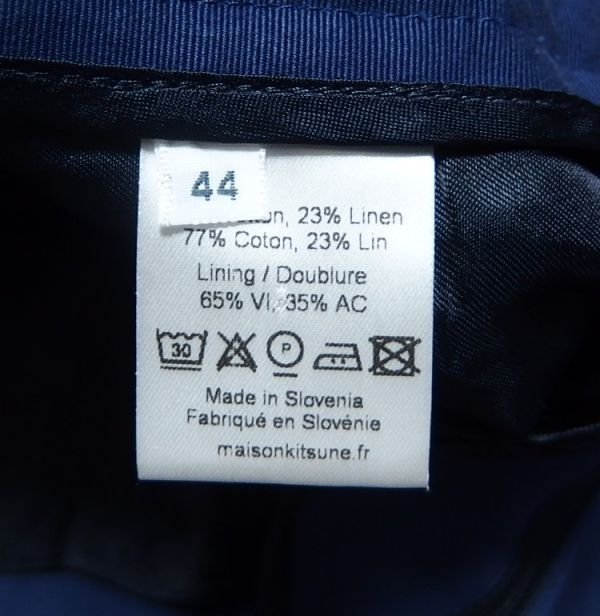 44
23% Linen
77% Coton, 23% Lin
Lining / Doublure
65% VI, 35% AC
30
P
Made in Slovenia
Fabriqué en Slovénie
maisonkitsune.fr